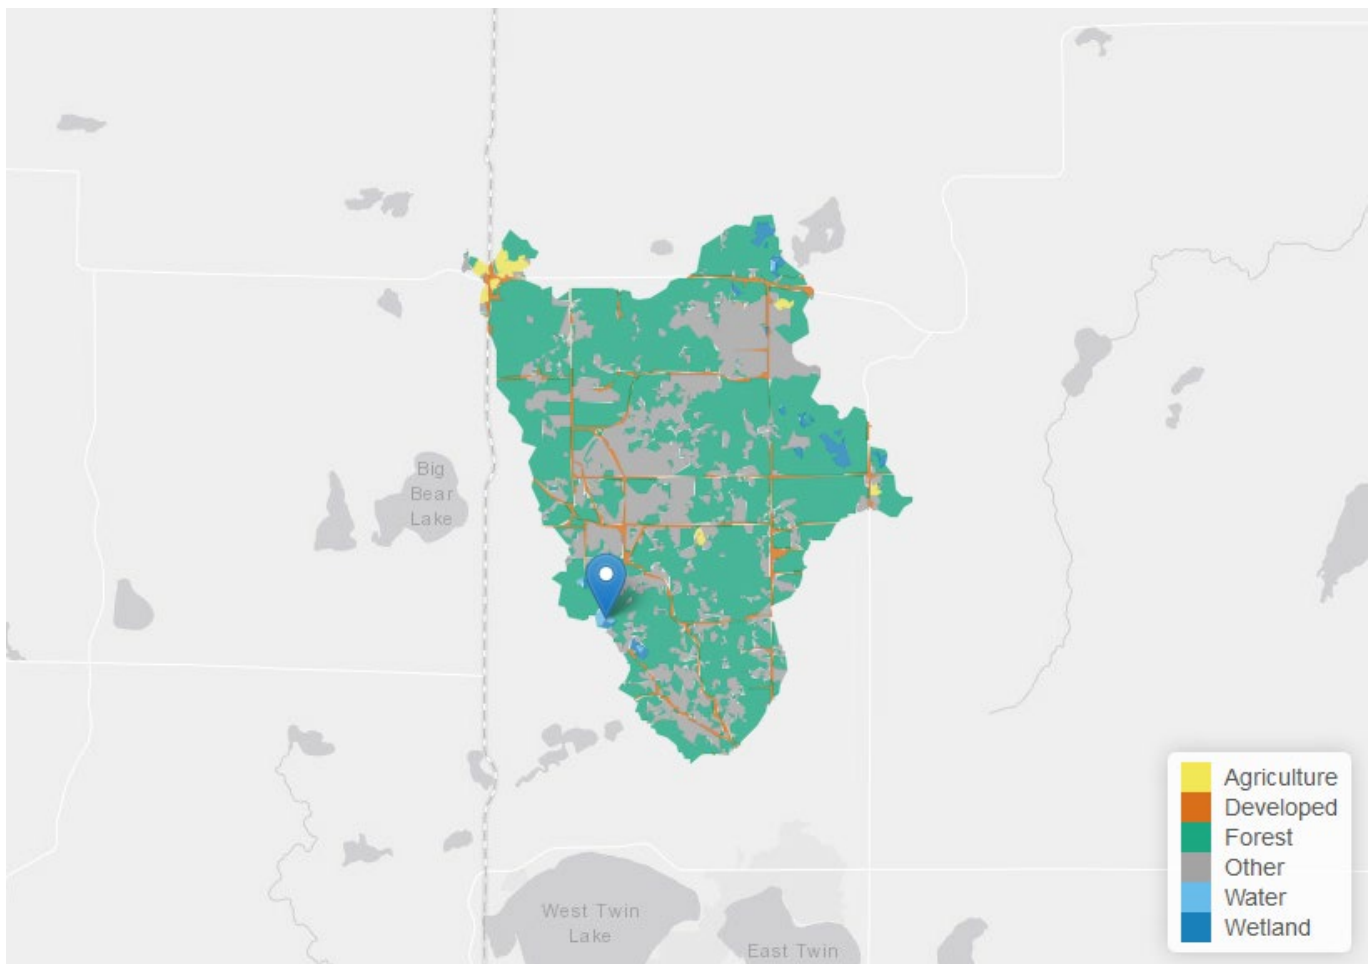 Big
Bear
Lake
West Twin
Lake
East Twin
Agriculture
Developed
Forest
Other
Water
Wetland